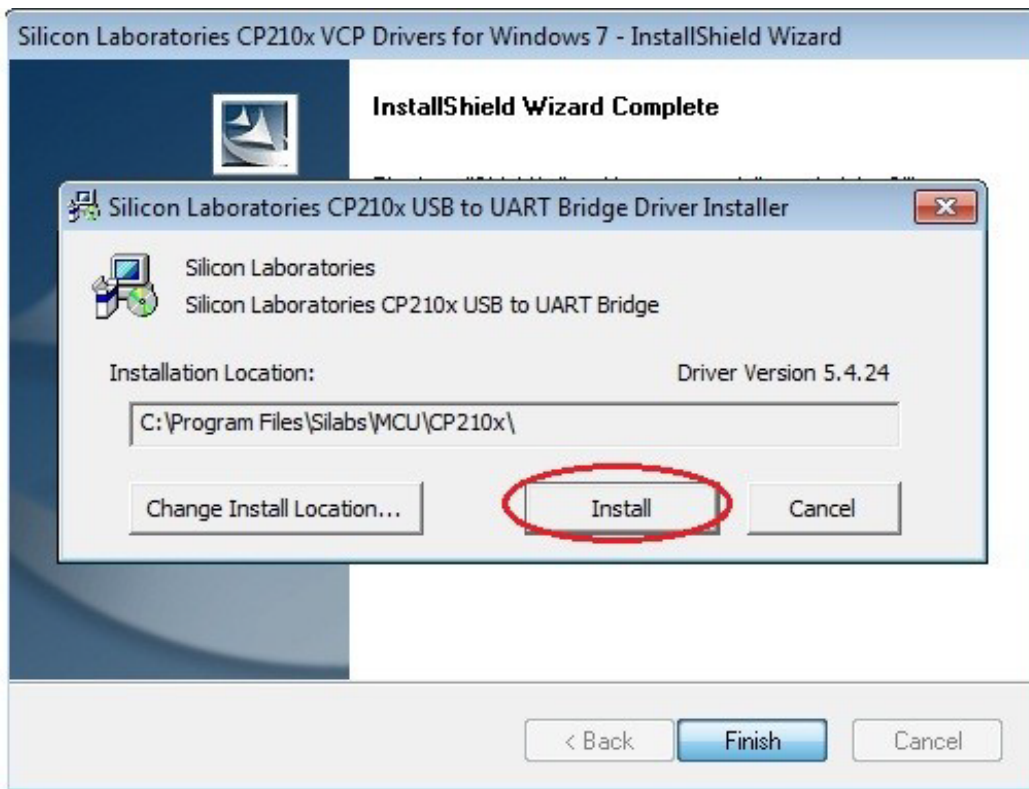 Silicon Laboratories CP210x VCP Drivers for Windows 7 - InstallShield Wizard
InstallShield Wizard Complete
Silicon Laboratories CP210x USB to UART Bridge Driver Installer
Silicon Laboratories
Silicon Laboratories CP210x USB to UART Bridge
Installation Location:
Driver Version 5.4.24
C:\Program Files\Silabs\MCU\CP210x\
Change Install Location...
Install
Cancel
< Back
Finish
Cancel